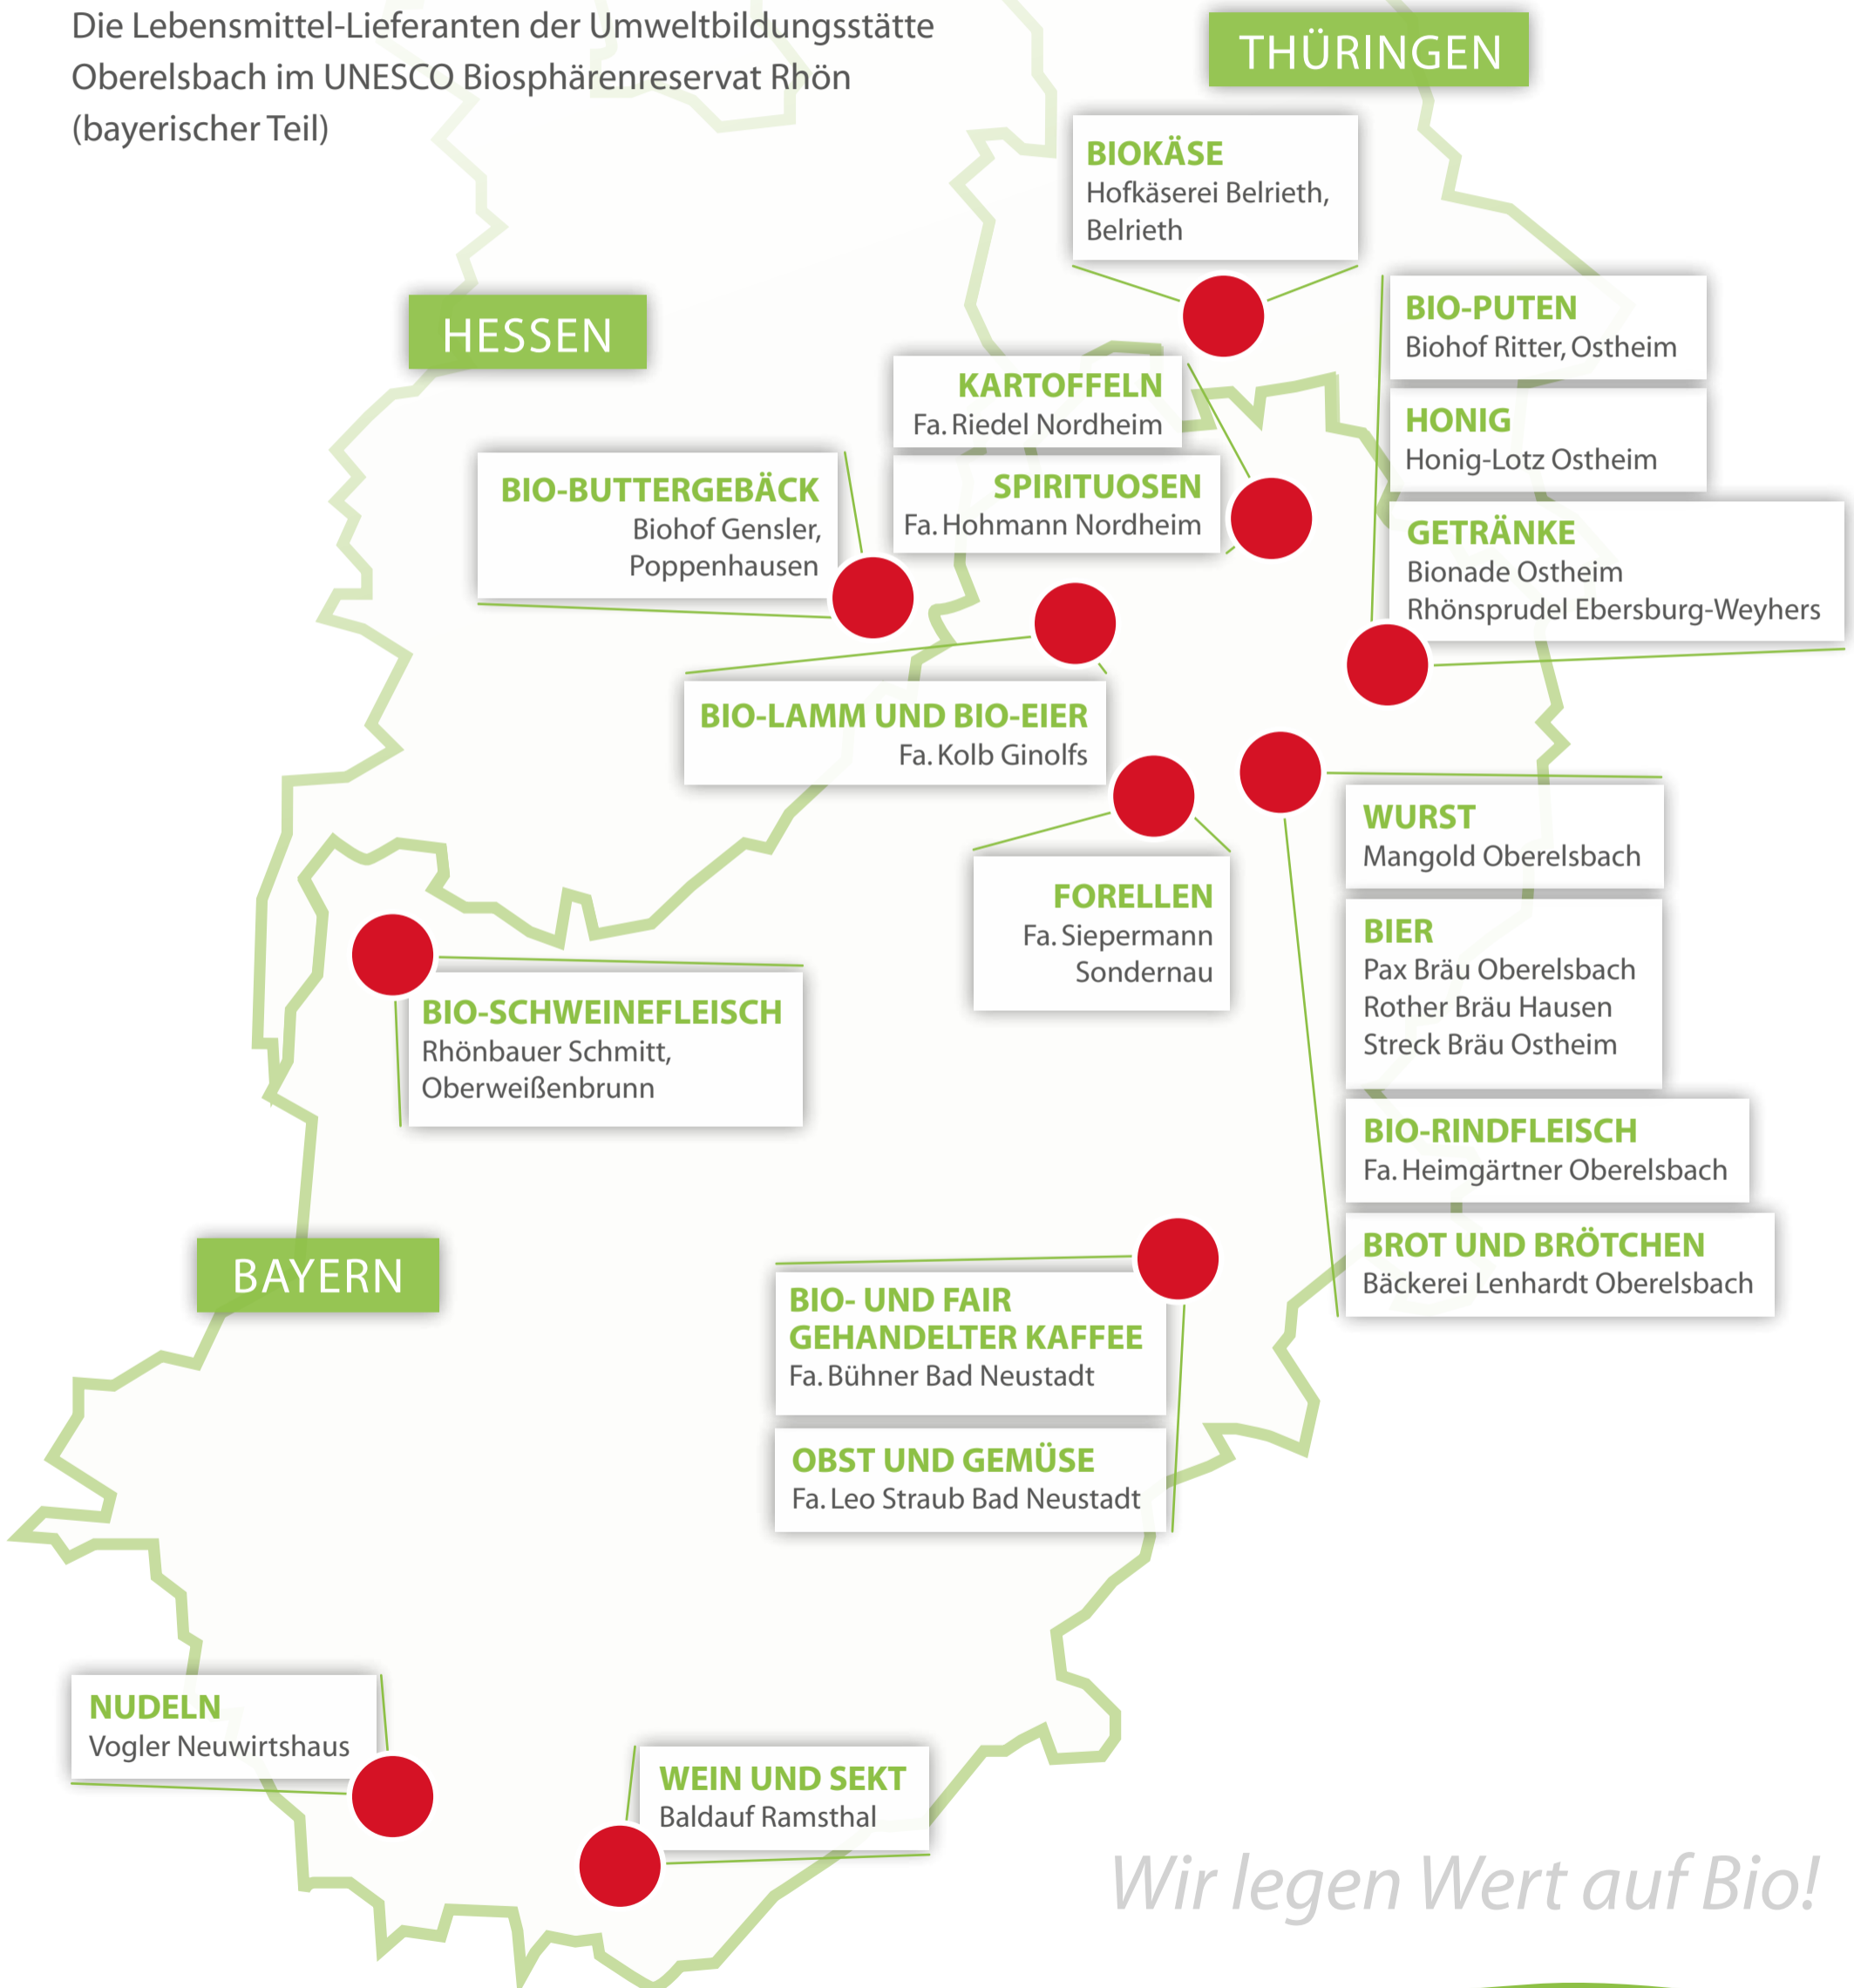 Die Lebensmittel-Lieferanten der Umweltbildungsstätte
Oberelsbach im UNESCO Biosphärenreservat Rhön
(bayerischer Teil)
THÜRINGEN
BIOKÄSE
Hofkäserei Belrieth,
Belrieth
HESSEN
BIO-PUTEN
Biohof Ritter, Ostheim
KARTOFFELN
Fa. Riedel Nordheim
HONIG
Honig-Lotz Ostheim
BIO-BUTTERGEBÄCK
Biohof Gensler,
Poppenhausen
SPIRITUOSEN
Fa. Hohmann Nordheim
GETRÄNKE
Bionade Ostheim
Rhönsprudel Ebersburg-Weyhers
BIO-LAMM UND BIO-EIER
Fa. Kolb Ginolfs
WURST
Mangold Oberelsbach
FORELLEN
Fa. Siepermann
Sondernau
BIER
Pax Bräu Oberelsbach
Rother Bräu Hausen
Streck Bräu Ostheim
BIO-SCHWEINEFLEISCH
Rhönbauer Schmitt,
Oberweißenbrunn
BIO-RINDFLEISCH
Fa. Heimgärtner Oberelsbach
BROT UND BRÖTCHEN
Bäckerei Lenhardt Oberelsbach
BAYERN
BIO- UND FAIR
GEHANDELTER KAFFEE
Fa. Bühner Bad Neustadt
OBST UND GEMÜSE
Fa. Leo Straub Bad Neustadt
NUDELN
Vogler Neuwirtshaus
WEIN UND SEKT
Baldauf Ramsthal
Wir legen Wert auf Bio!